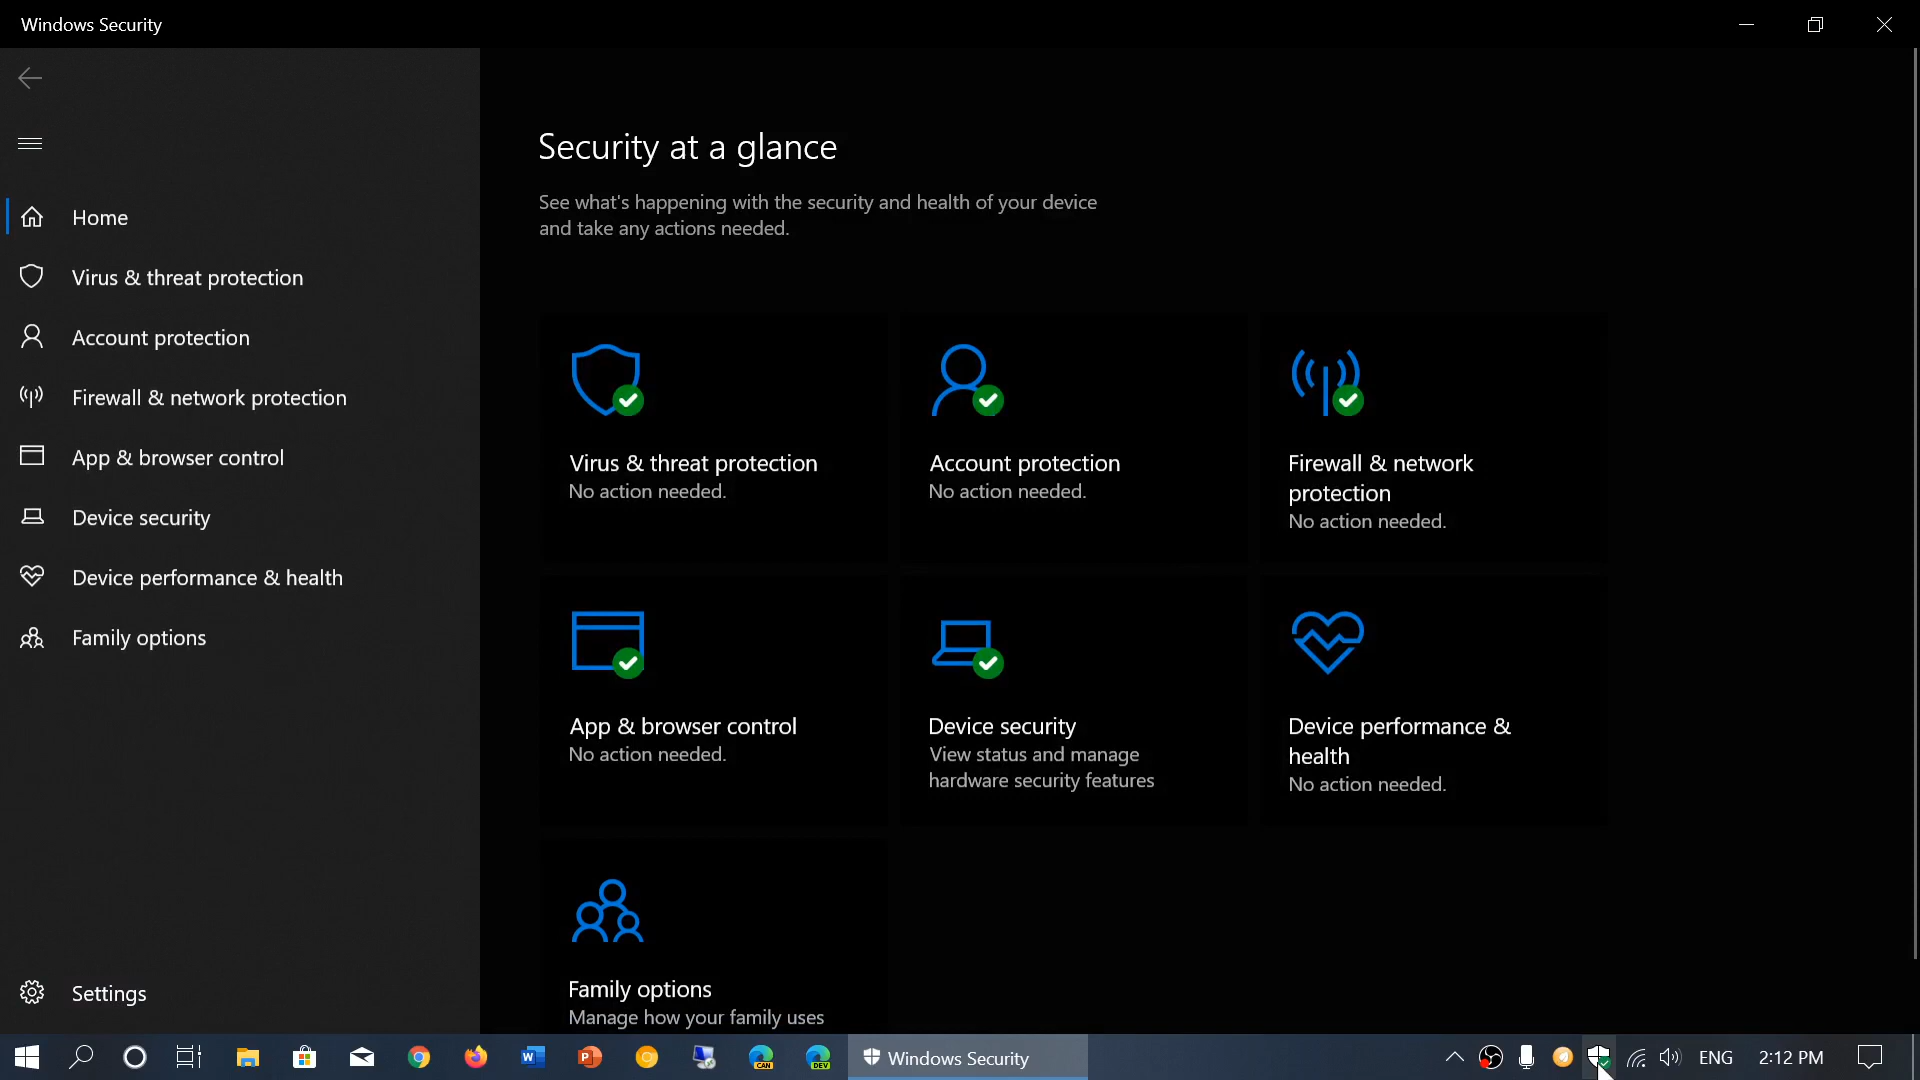 Windows Security
Home
Virus & threat protection
Account protection
Firewall & network protection
App & browser control
Device security
Device performance & health
Family options
Settings
Security at a glance
See what's happening with the security and health of your device
and take any actions needed.
Virus & threat protection
No action needed.
Account protection
No action needed.
Firewall & network
protection
No action needed.
App & browser control
No action needed.
Device security
View status and manage
hardware security features
Device performance &
health
No action needed.
Family options
Manage how your family uses
W
P
CAN
DEV
Windows Security
ENG
2:12 PM